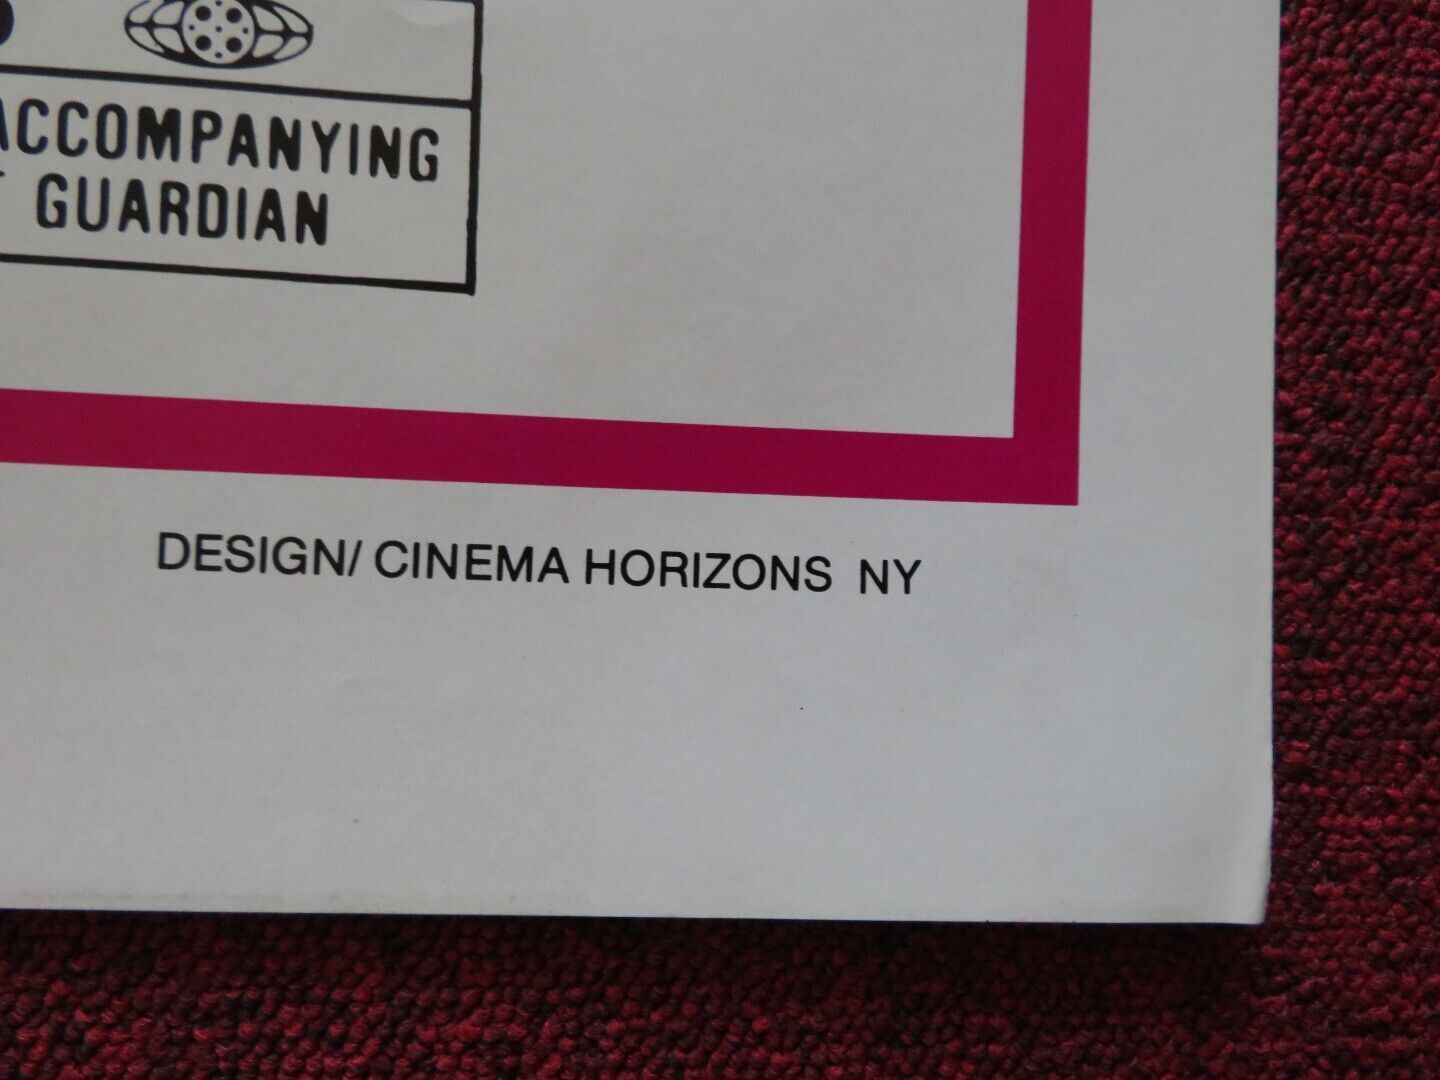 ACCOMPANYING
GUARDIAN
DESIGN/ CINEMA HORIZONS NY